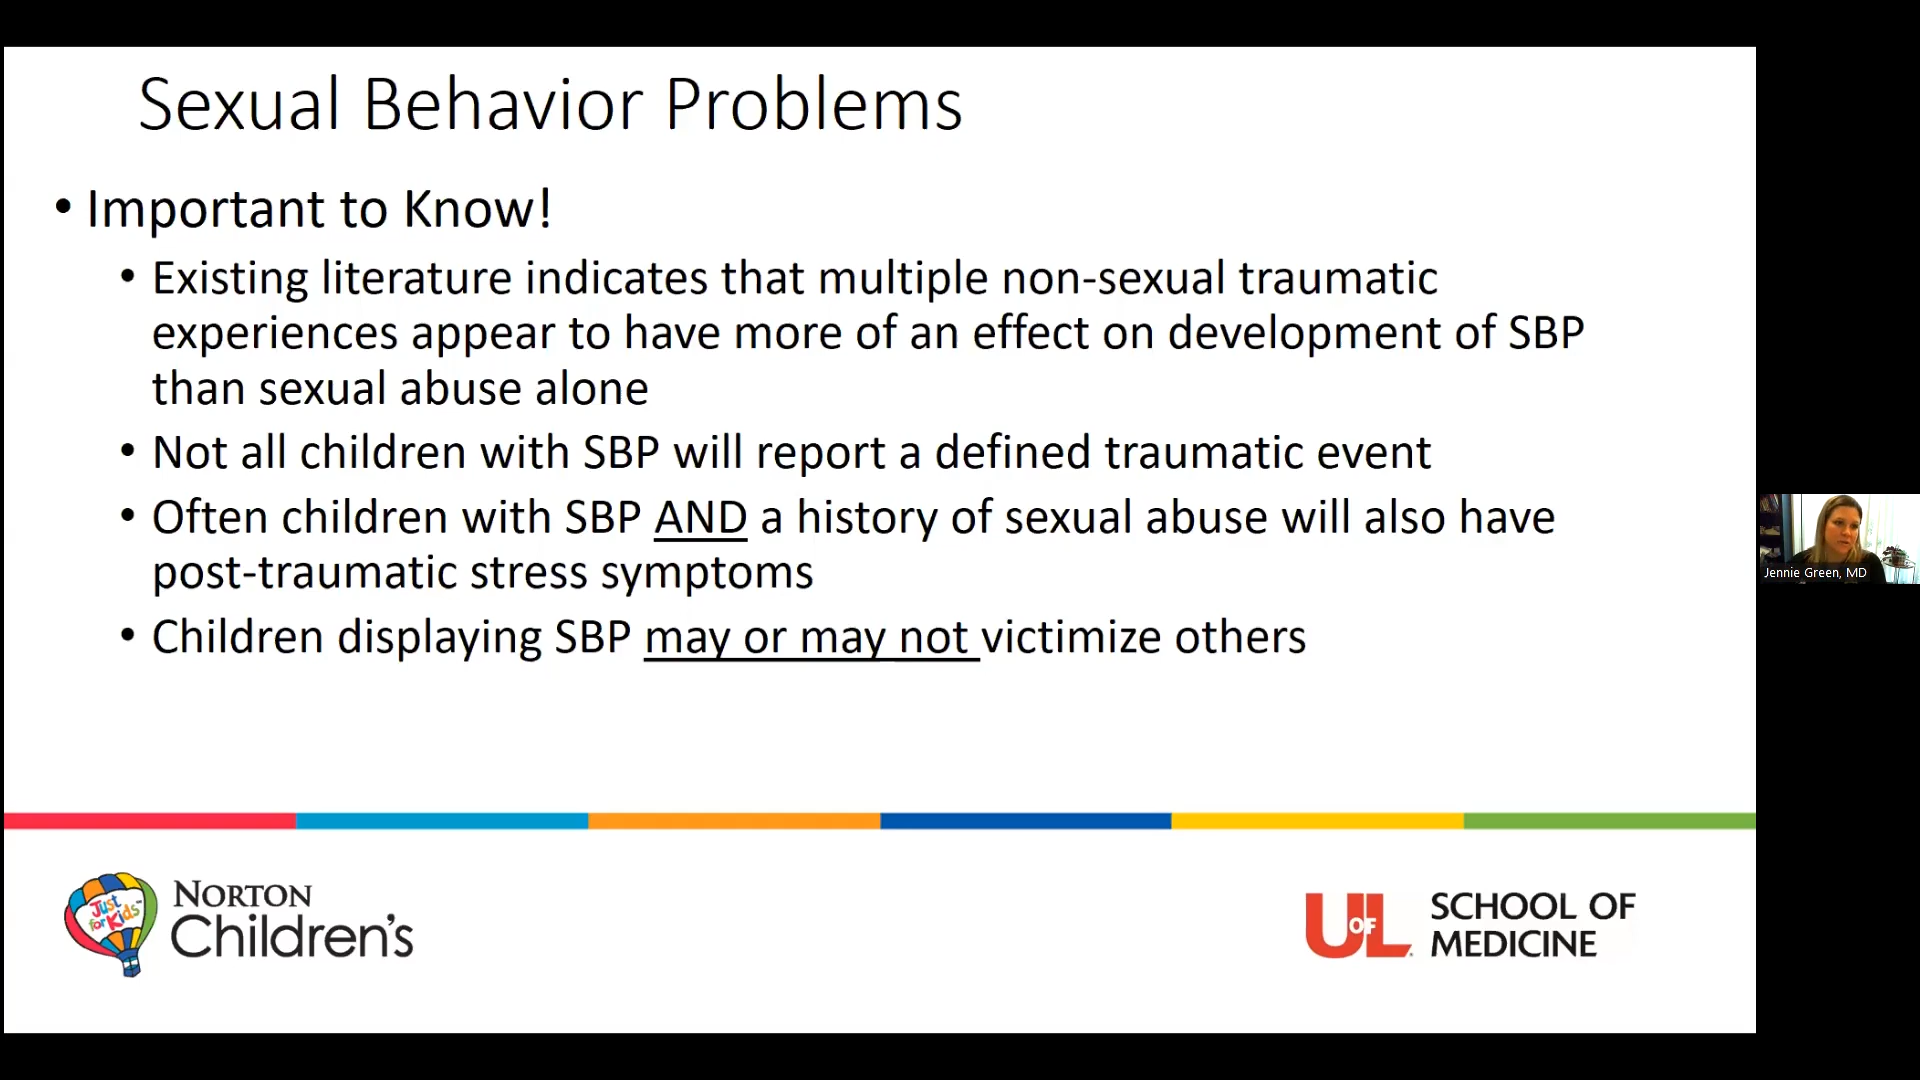 Sexual Behavior Problems
• Important to Know!
• Existing literature indicates that multiple non-sexual traumatic
experiences appear to have more of an effect on development of SBP
than sexual abuse alone
• Not all children with SBP will report a defined traumatic event
• Often children with SBP AND a history of sexual abuse will also have
post-traumatic stress symptoms
• Children displaying SBP may or may not victimize others
Jennie Green, MD
Just
for Kids™
NORTON
Children's
UOFL
SCHOOL OF
MEDICINE